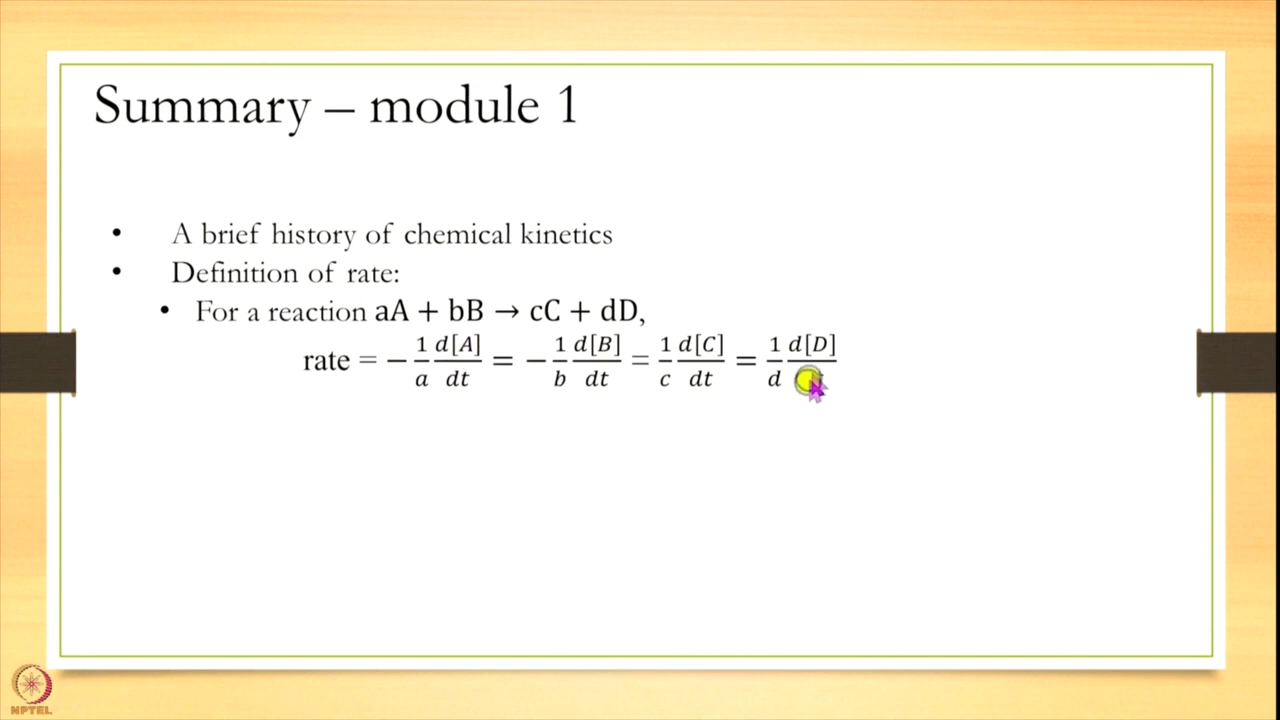 Summary – module 1
• A brief history of chemical kinetics
• Definition of rate:
• For a reaction aA + bB → cC + dD,
rate = −1/a d[A]/dt = −1/b d[B]/dt = 1/c d[C]/dt = 1/d d[D]/
NPTEL